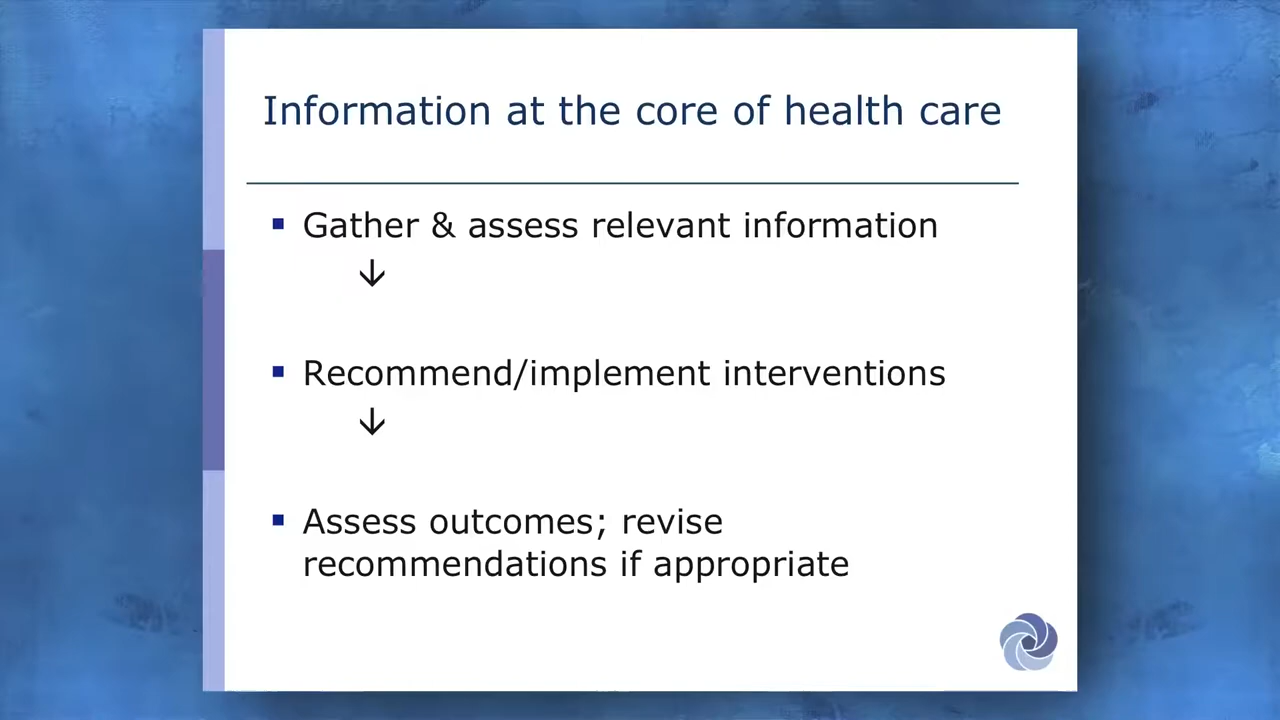 Information at the core of health care
▪ Gather & assess relevant information
↓
▪ Recommend/implement interventions
↓
▪ Assess outcomes; revise
recommendations if appropriate